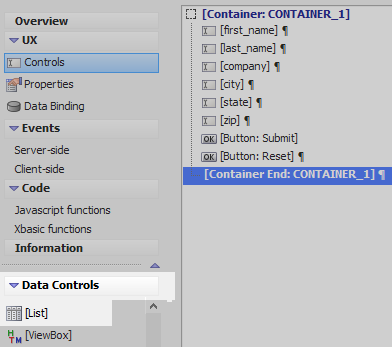 Overview
UX
Controls
Properties
Data Binding
Events
Server-side
Client-side
Code
Javascript functions
Xbasic functions
Information
Data Controls
[List]
HTM [ViewBox]
[Container: CONTAINER_1]
[first_name] ¶
[last_name] ¶
[company] ¶
[city] ¶
[state] ¶
[zip] ¶
OK [Button: Submit]
OK [Button: Reset] ¶
[Container End: CONTAINER_1] ¶